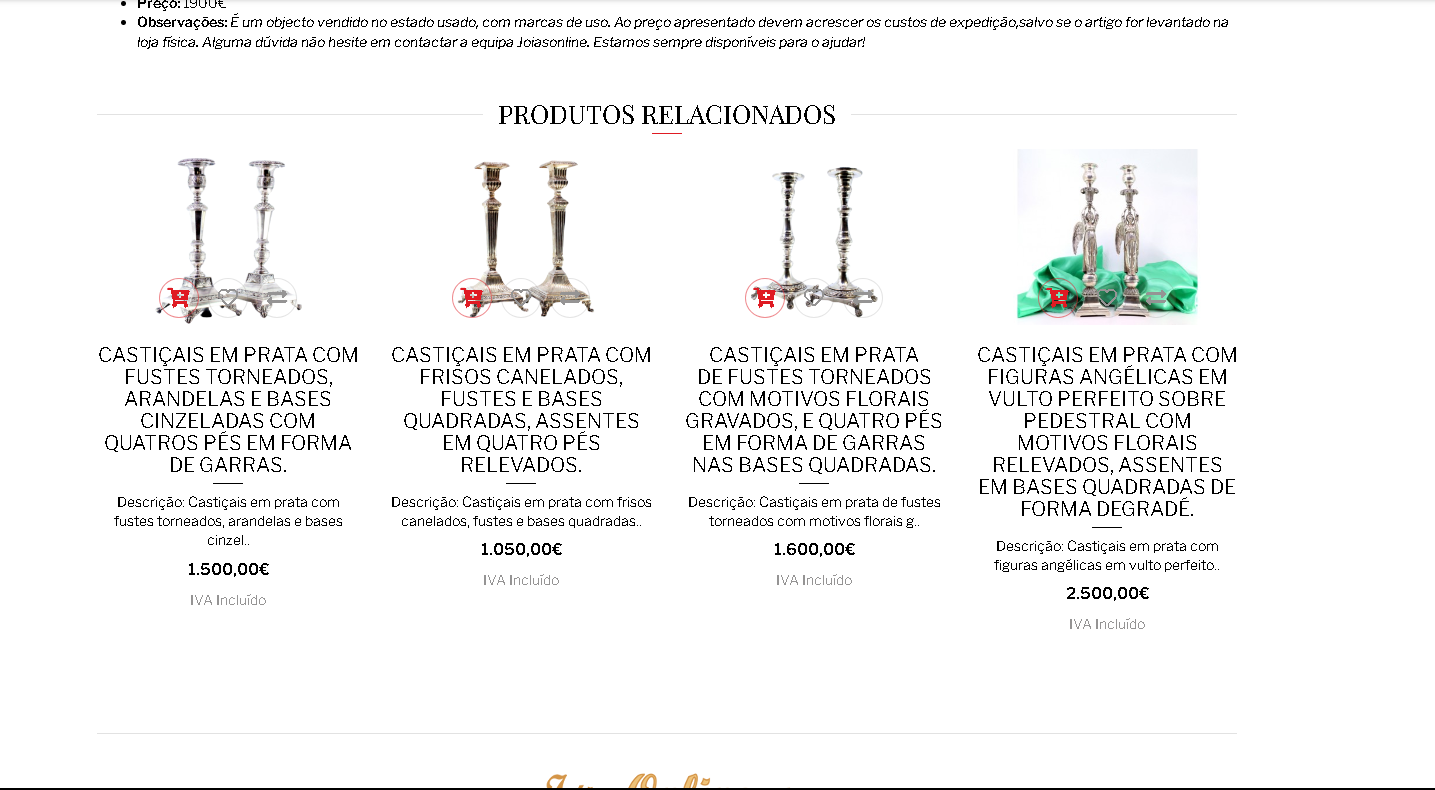 Preço: 1900€
Observações: É um objecto vendido no estado usado, com marcas de uso. Ao preço apresentado devem acrescer os custos de expedição,salvo se o artigo for levantado na
loja física. Alguma dúvida não hesite em contactar a equipa Joiasonline. Estamos sempre disponíveis para o ajudar!
PRODUTOS RELACIONADOS
CASTIÇAIS EM PRATA COM
FUSTES TORNEADOS,
ARANDELAS E BASES
CINZELADAS COM
QUATROS PÉS EM FORMA
DE GARRAS.
Descrição: Castiçais em prata com
fustes torneados, arandelas e bases
cinzel..
1.500,00€
IVA Incluído
CASTIÇAIS EM PRATA COM
FRISOS CANELADOS,
FUSTES E BASES
QUADRADAS, ASSENTES
EM QUATRO PÉS
RELEVADOS.
Descrição: Castiçais em prata com frisos
canelados, fustes e bases quadradas..
1.050,00€
IVA Incluído
CASTIÇAIS EM PRATA
DE FUSTES TORNEADOS
COM MOTIVOS FLORAIS
GRAVADOS, E QUATRO PÉS
EM FORMA DE GARRAS
NAS BASES QUADRADAS.
Descrição: Castiçais em prata de fustes
torneados com motivos florais g..
1.600,00€
IVA Incluído
CASTIÇAIS EM PRATA COM
FIGURAS ANGÉLICAS EM
VULTO PERFEITO SOBRE
PEDESTRAL COM
MOTIVOS FLORAIS
RELEVADOS, ASSENTES
EM BASES QUADRADAS DE
FORMA DEGRADÉ.
Descrição: Castiçais em prata com
figuras angélicas em vulto perfeito..
2.500,00€
IVA Incluído